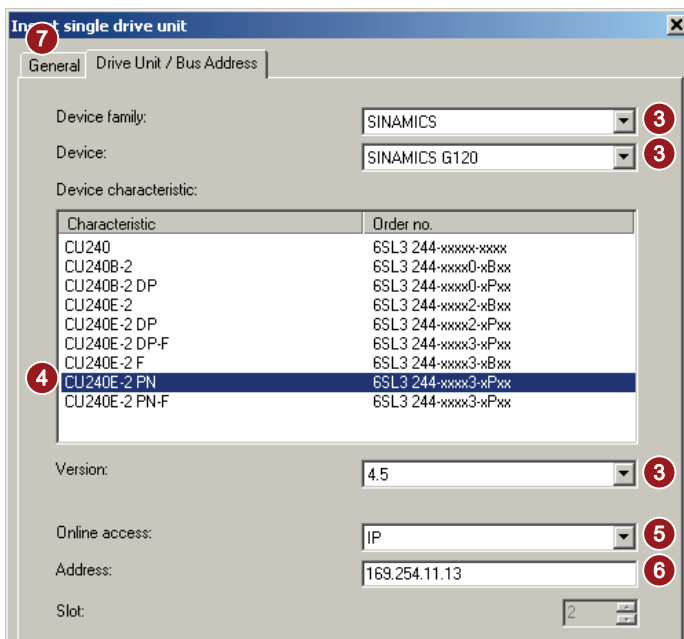 Insert single drive unit
7
General Drive Unit / Bus Address
Device family: SINAMICS 3
Device: SINAMICS G120 3
Device characteristic:
Characteristic Order no.
CU240 6SL3 244-xxxxx-xxxx
CU240B-2 6SL3 244-xxxx0-xBxx
CU240B-2 DP 6SL3 244-xxxx0-xPxx
CU240E-2 6SL3 244-xxxx2-xBxx
CU240E-2 DP 6SL3 244-xxxx2-xPxx
CU240E-2 DP-F 6SL3 244-xxxx3-xPxx
CU240E-2 F 6SL3 244-xxxx3-xBxx
4 CU240E-2 PN 6SL3 244-xxxx3-xPxx
CU240E-2 PN-F 6SL3 244-xxxx3-xPxx
Version: 4.5 3
Online access: IP 5
Address: 169.254.11.13 6
Slot: 2